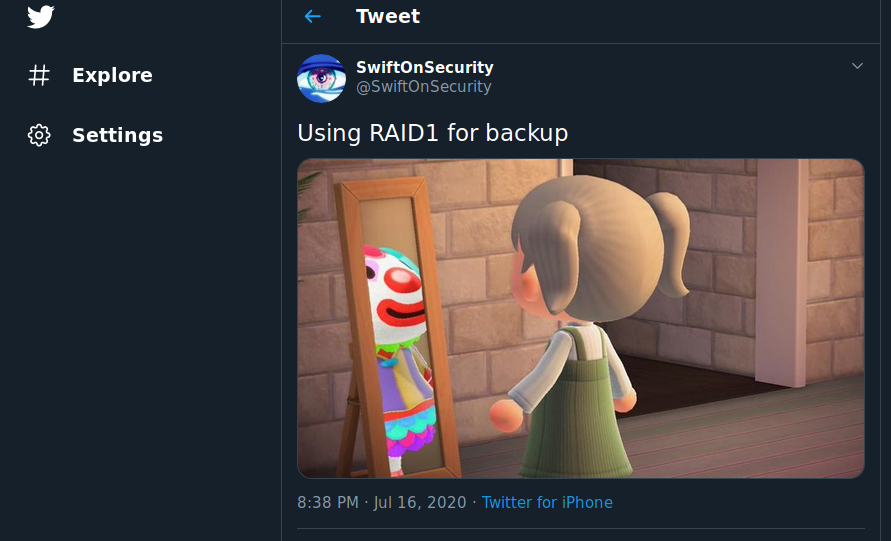 Tweet
Explore
Settings
SwiftOnSecurity
@SwiftOnSecurity
Using RAID1 for backup
8:38 PM · Jul 16, 2020 · Twitter for iPhone